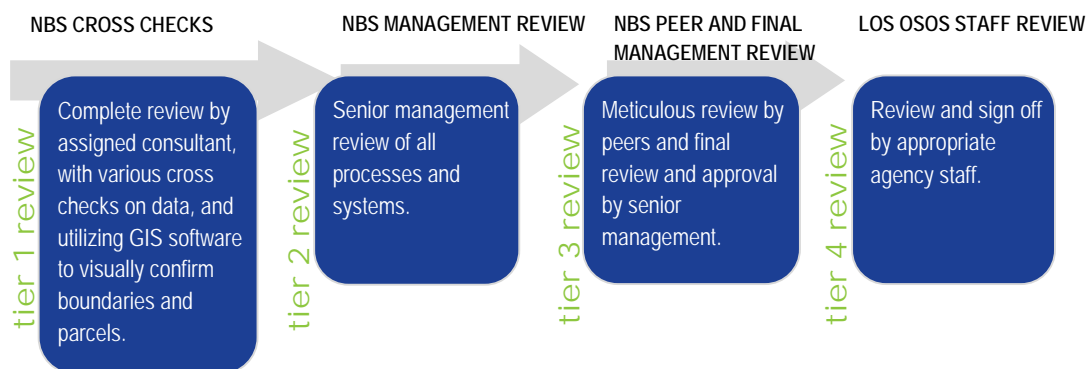 NBS CROSS CHECKS
tier 1 review
Complete review by
assigned consultant,
with various cross
checks on data, and
utilizing GIS software
to visually confirm
boundaries and
parcels.
NBS MANAGEMENT REVIEW
tier 2 review
Senior management
review of all
processes and
systems.
NBS PEER AND FINAL
MANAGEMENT REVIEW
tier 3 review
Meticulous review by
peers and final
review and approval
by senior
management.
LOS OSOS STAFF REVIEW
tier 4 review
Review and sign off
by appropriate
agency staff.